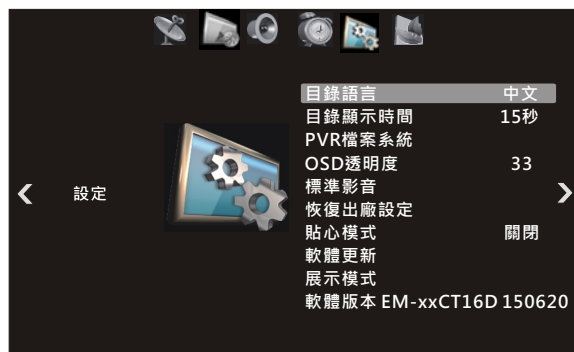 設定
目錄語言 中文
目錄顯示時間 15秒
PVR檔案系統
OSD透明度 33
標準影音
恢復出廠設定
貼心模式 關閉
軟體更新
展示模式
軟體版本 EM-xxCT16D 150620